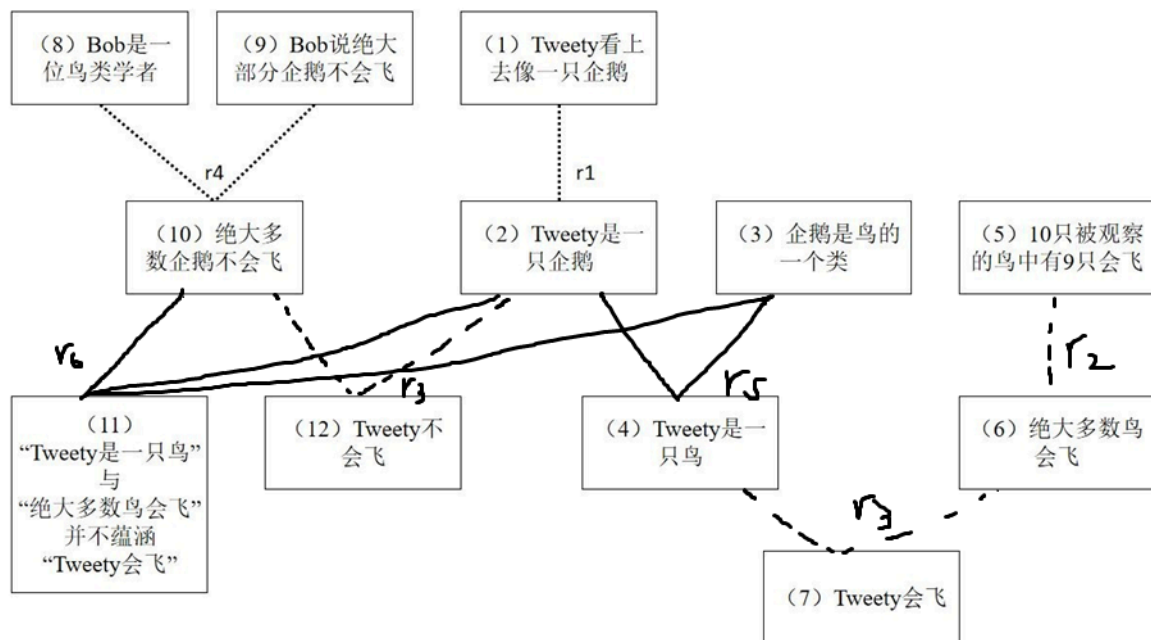 （8）Bob是一
位鸟类学者
（9）Bob说绝大
部分企鹅不会飞
（1）Tweety看上
去像一只企鹅
r4
r1
（10）绝大多
数企鹅不会飞
（2）Tweety是一
只企鹅
（3）企鹅是鸟的
一个类
（5）10只被观察
的鸟中有9只会飞
r6
r3
r5
r2
（11）
“Tweety是一只鸟”
与
“绝大多数鸟会飞”
并不蕴涵
“Tweety会飞”
（12）Tweety不
会飞
（4）Tweety是一
只鸟
（6）绝大多数鸟
会飞
r3
（7）Tweety会飞